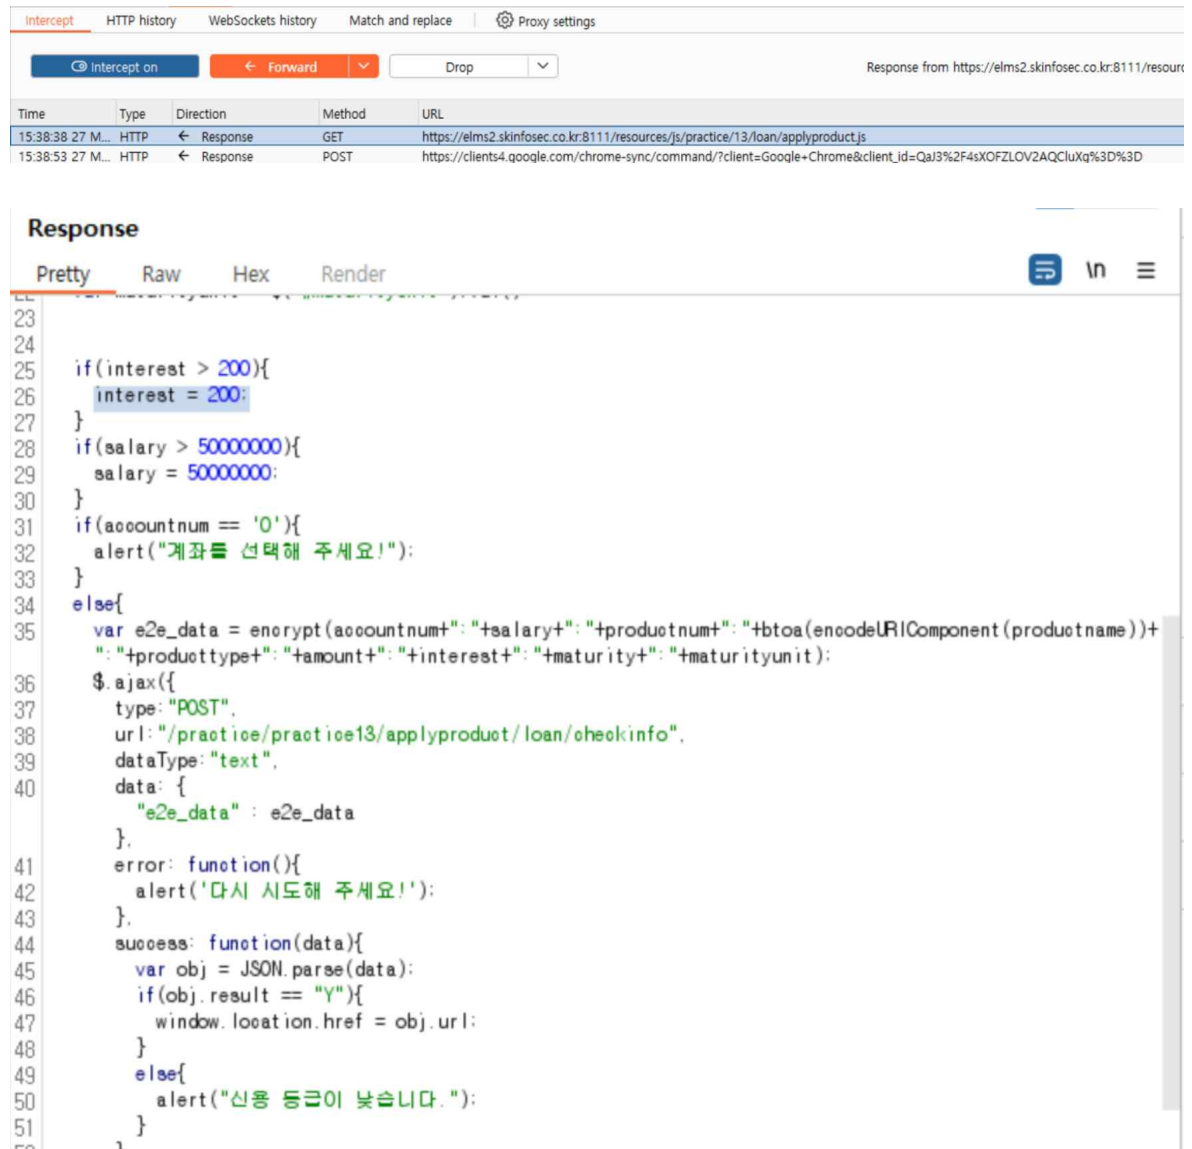 Intercept HTTP history WebSockets history Match and replace Proxy settings
Intercept on Forward Drop Response from https://elms2.skinfosec.co.kr:8111/resourc
Time Type Direction Method URL
15:38:38 27 M... HTTP ← Response GET https://elms2.skinfosec.co.kr:8111/resources/js/practice/13/loan/applyproduct.js
15:38:53 27 M... HTTP ← Response POST https://clients4.google.com/chrome-sync/command/?client=Google+Chrome&client_id=QaJ3%2F4sXOFZLOV2AQCluXg%3D%3D
Response
Pretty Raw Hex Render \n
23
24
25 if(interest > 200){
26 interest = 200;
27 }
28 if(salary > 50000000){
29 salary = 50000000;
30 }
31 if(accountnum == '0'){
32 alert("계좌를 선택해 주세요!");
33 }
34 else{
35 var e2e_data = encrypt(accountnum+":"+salary+":"+productnum+":"+btoa(encodeURIComponent(productname))+
":"+producttype+":"+amount+":"+interest+":"+maturity+":"+maturityunit);
36 $.ajax({
37 type:"POST",
38 url:"/practice/practice13/applyproduct/loan/checkinfo",
39 dataType:"text",
40 data: {
"e2e_data" : e2e_data
},
41 error: function(){
42 alert('다시 시도해 주세요!');
43 },
44 success: function(data){
45 var obj = JSON.parse(data);
46 if(obj.result == "Y"){
47 window.location.href = obj.url;
48 }
49 else{
50 alert("신용 등급이 낮습니다.");
51 }